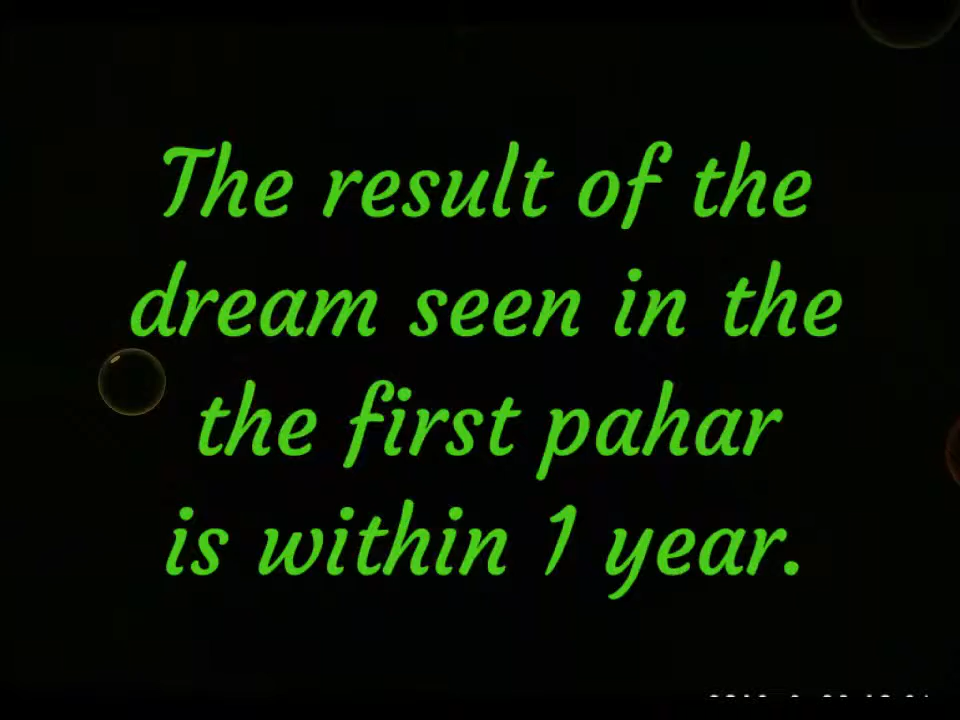 The result of the
dream seen in the
the first pahar
is within 1 year.